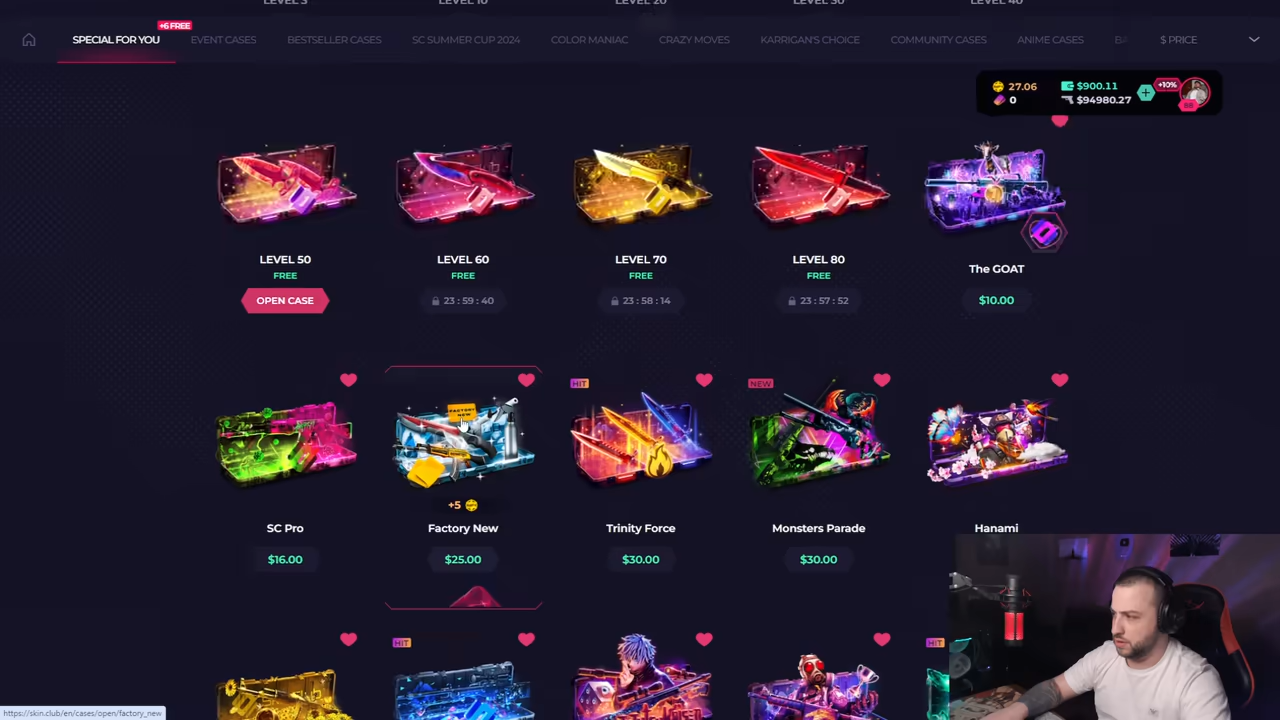 LEVEL 5
LEVEL 10
LEVEL 20
LEVEL 30
LEVEL 40
+6 FREE
SPECIAL FOR YOU
EVENT CASES
BESTSELLER CASES
SC SUMMER CUP 2024
COLOR MANIAC
CRAZY MOVES
KARRIGAN'S CHOICE
COMMUNITY CASES
ANIME CASES
BA
$ PRICE
27.06
$900.11
+10%
0
$94980.27
LEVEL 50
LEVEL 60
LEVEL 70
LEVEL 80
FREE
FREE
FREE
FREE
The GOAT
OPEN CASE
23 : 59 : 40
23 : 58 : 14
23 : 57 : 52
$10.00
HIT
NEW
FACTORY
NEW
+5
SC Pro
Factory New
Trinity Force
Monsters Parade
Hanami
$16.00
$25.00
$30.00
$30.00
HIT
HIT
https://skin.club/en/cases/open/factory_new